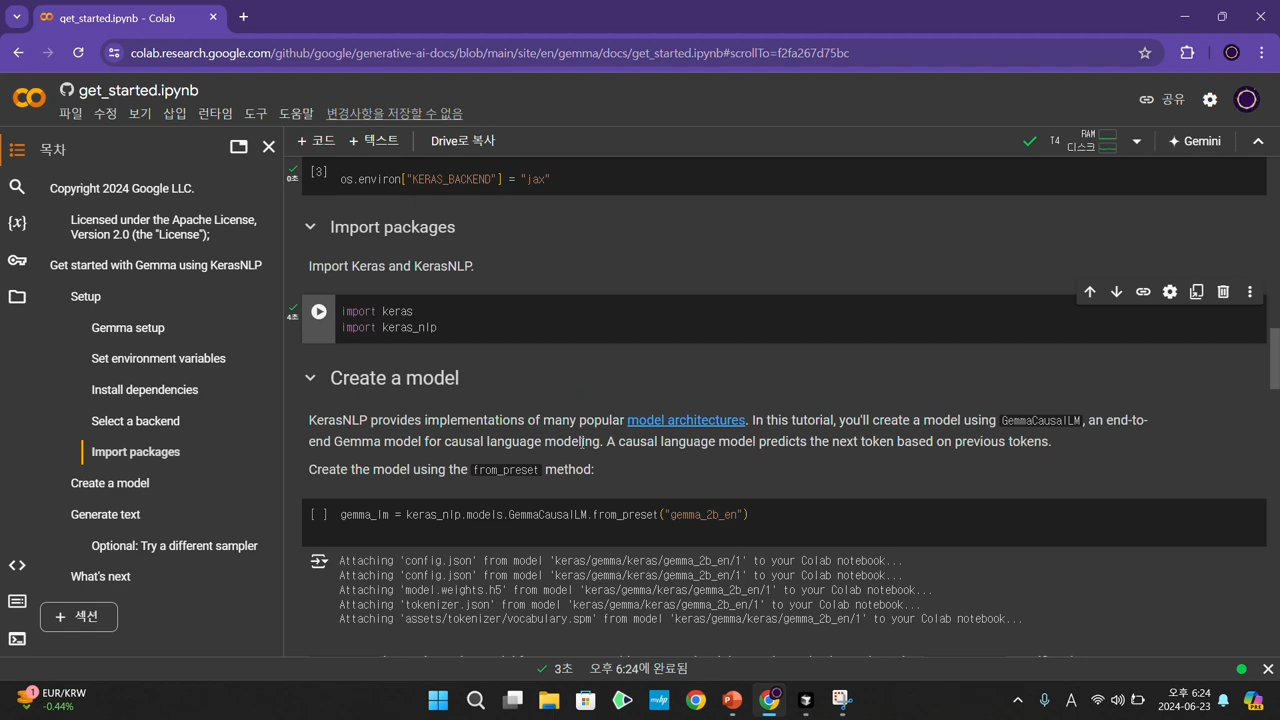 get_started.ipynb - Colab
colab.research.google.com/github/google/generative-ai-docs/blob/main/site/en/gemma/docs/get_started.ipynb#scrollTo=f2fa267d75bc
get_started.ipynb
공유
파일 수정 보기 삽입 런타임 도구 도움말 변경사항을 저장할 수 없음
목차
+ 코드 + 텍스트 Drive로 복사
T4 RAM 디스크 Gemini
Copyright 2024 Google LLC.
Licensed under the Apache License,
Version 2.0 (the "License");
Get started with Gemma using KerasNLP
Setup
Gemma setup
Set environment variables
Install dependencies
Select a backend
Import packages
Create a model
Generate text
Optional: Try a different sampler
What's next
+ 섹션
[3] os.environ["KERAS_BACKEND"] = "jax"
0초
Import packages
Import Keras and KerasNLP.
4초
import keras
import keras_nlp
Create a model
KerasNLP provides implementations of many popular model architectures. In this tutorial, you'll create a model using GemmaCausalLM, an end-to-
end Gemma model for causal language modeling. A causal language model predicts the next token based on previous tokens.
Create the model using the from_preset method:
[ ] gemma_lm = keras_nlp.models.GemmaCausalLM.from_preset("gemma_2b_en")
Attaching 'config.json' from model 'keras/gemma/keras/gemma_2b_en/1' to your Colab notebook...
Attaching 'config.json' from model 'keras/gemma/keras/gemma_2b_en/1' to your Colab notebook...
Attaching 'model.weights.h5' from model 'keras/gemma/keras/gemma_2b_en/1' to your Colab notebook...
Attaching 'tokenizer.json' from model 'keras/gemma/keras/gemma_2b_en/1' to your Colab notebook...
Attaching 'assets/tokenizer/vocabulary.spm' from model 'keras/gemma/keras/gemma_2b_en/1' to your Colab notebook...
3초 오후 6:24에 완료됨
1
EUR/KRW
-0.44%
A
오후 6:24
2024-06-23